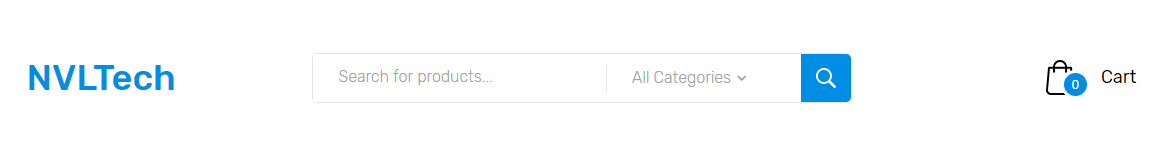 NVLTech
Search for products...
All Categories
0
Cart